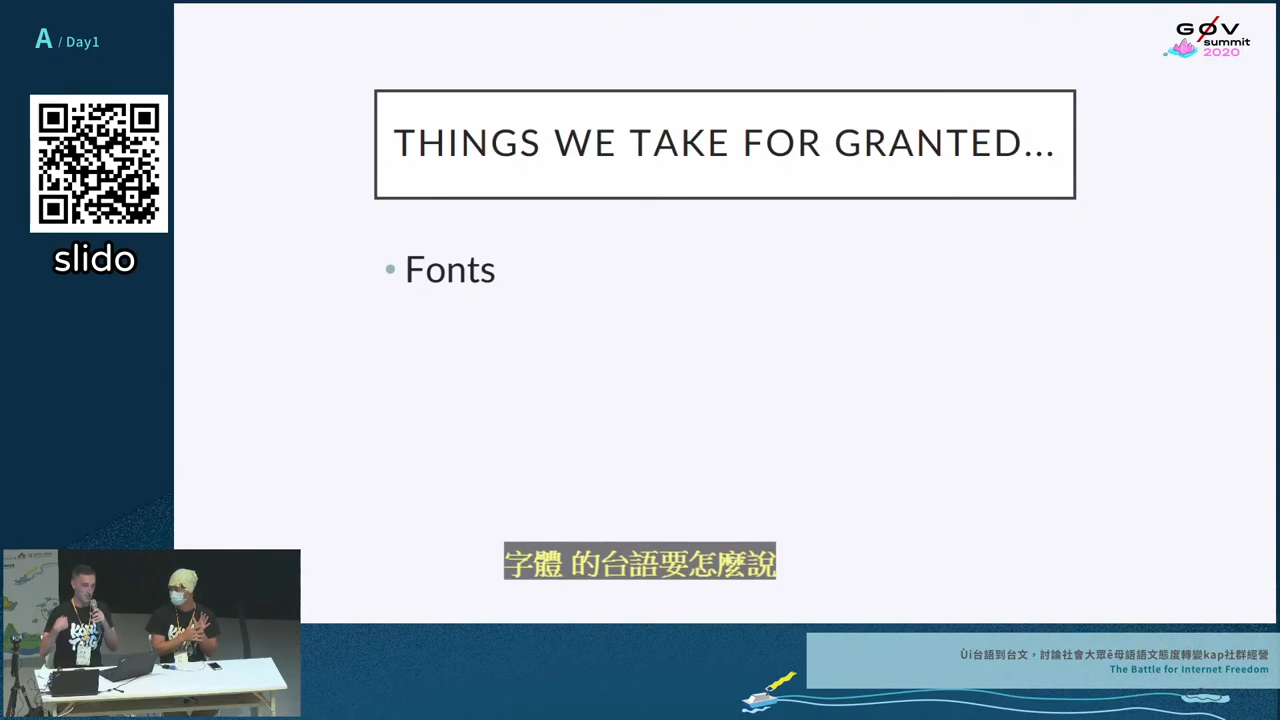 A / Day1
GØV
summit
2020
THINGS WE TAKE FOR GRANTED...
slido
• Fonts
字體 的台語要怎麼說
Ùi台語到台文，討論社會大眾ê母語語文態度轉變kap社群經營
The Battle for Internet Freedom